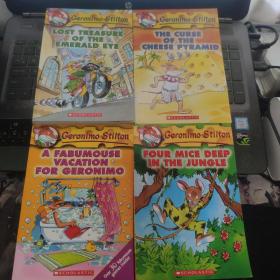 Geronimo Stilton
LOST TREASURE
OF THE
EMERALD EYE
SCHOLASTIC
Geronimo Stilton
THE CURSE
OF THE
CHEESE PYRAMID
SCHOLASTIC
Geronimo Stilton
A FABUMOUSE
VACATION
FOR GERONIMO
SCHOLASTIC
Geronimo Stilton
FOUR MICE DEEP
IN THE JUNGLE
SCHOLASTIC